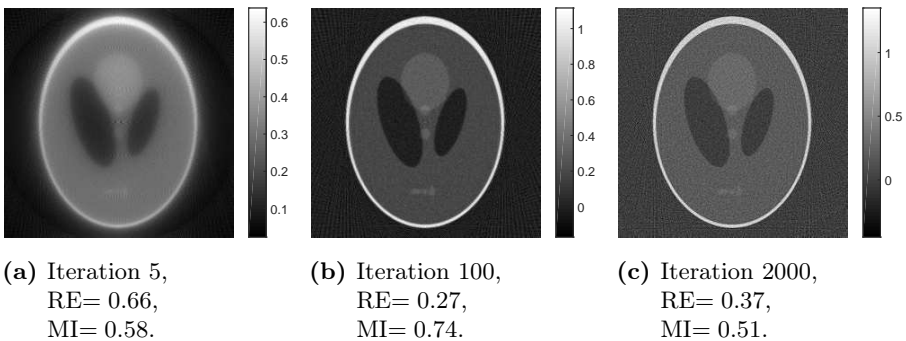 0.6
0.5
0.4
0.3
0.2
0.1
1
0.8
0.6
0.4
0.2
0
1
0.5
0
(a) Iteration 5,
RE= 0.66,
MI= 0.58.
(b) Iteration 100,
RE= 0.27,
MI= 0.74.
(c) Iteration 2000,
RE= 0.37,
MI= 0.51.